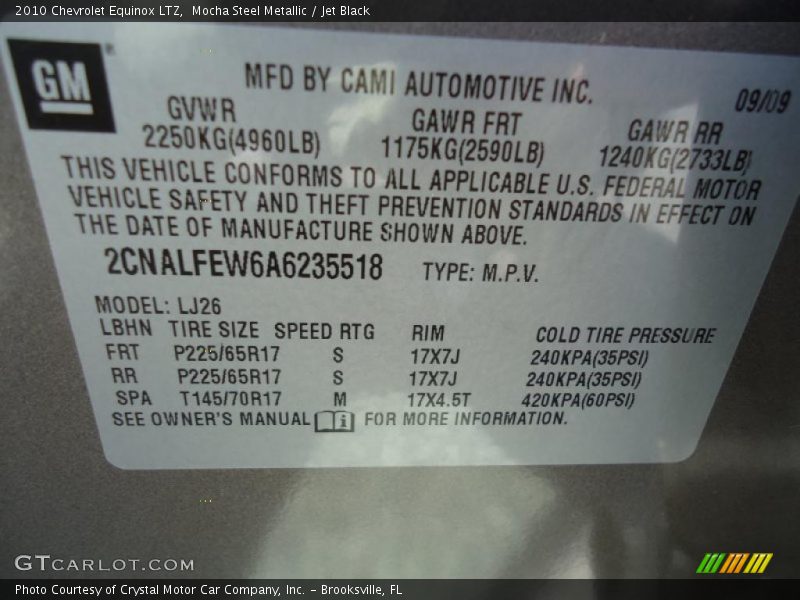 2010 Chevrolet Equinox LTZ,  Mocha Steel Metallic / Jet Black
GM
MFD BY CAMI AUTOMOTIVE INC.
09/09
GVWR GAWR FRT GAWR RR
2250KG(4960LB) 1175KG(2590LB) 1240KG(2733LB)
THIS VEHICLE CONFORMS TO ALL APPLICABLE U.S. FEDERAL MOTOR
VEHICLE SAFETY AND THEFT PREVENTION STANDARDS IN EFFECT ON
THE DATE OF MANUFACTURE SHOWN ABOVE.
2CNALFEW6A6235518 TYPE: M.P.V.
MODEL: LJ26
LBHN TIRE SIZE SPEED RTG RIM COLD TIRE PRESSURE
FRT P225/65R17 S 17X7J 240KPA(35PSI)
RR P225/65R17 S 17X7J 240KPA(35PSI)
SPA T145/70R17 M 17X4.5T 420KPA(60PSI)
SEE OWNER'S MANUAL i FOR MORE INFORMATION.
GTCARLOT.COM
Photo Courtesy of Crystal Motor Car Company, Inc. – Brooksville, FL